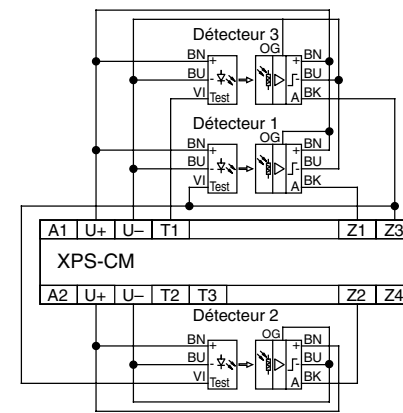 Détecteur 3
OG
BN + + BN
BU - BU
VI Test A BK
Détecteur 1
OG
BN + + BN
BU - BU
VI Test A BK
A1 U+ U– T1 Z1 Z3
XPS-CM
A2 U+ U– T2 T3 Z2 Z4
Détecteur 2
OG
BN + + BN
BU - - BU
VI Test A BK